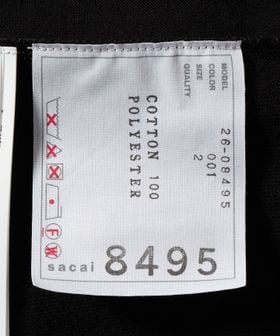 MODEL 26-08495
COLOR 001
SIZE 2
QUALITY
COTTON 100
POLYESTER
F W
sacai 8495